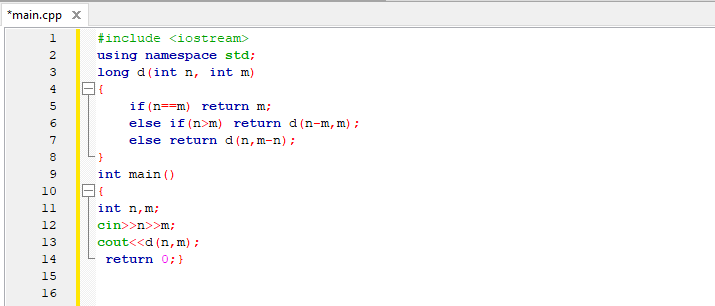 *main.cpp X
1 #include <iostream>
2 using namespace std;
3 long d(int n, int m)
4 {
5 if(n==m) return m;
6 else if(n>m) return d(n-m,m);
7 else return d(n,m-n);
8 }
9 int main()
10 {
11 int n,m;
12 cin>>n>>m;
13 cout<<d(n,m);
14 return 0;}
15
16